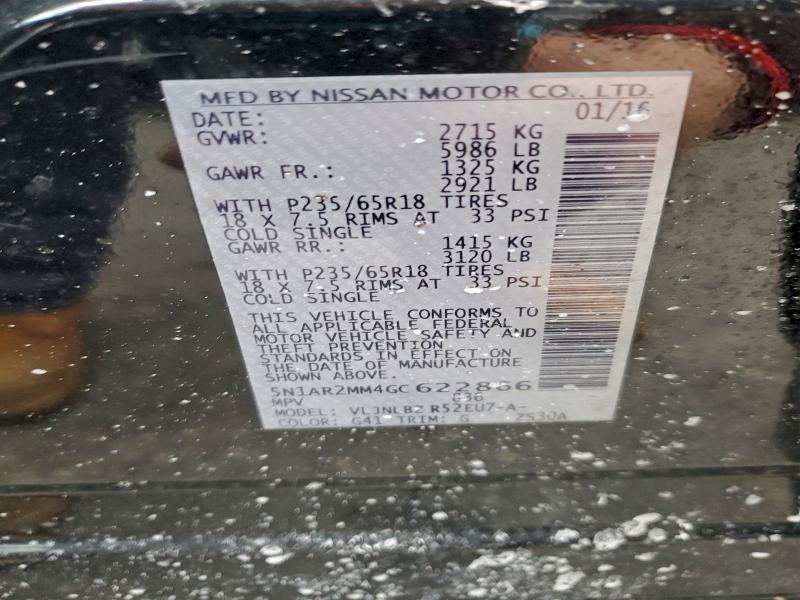 MFD BY NISSAN MOTOR CO., LTD.
DATE: 01/16
GVWR: 2715 KG
5986 LB
GAWR FR.: 1325 KG
2921 LB
WITH P235/65R18 TIRES
18 X 7.5 RIMS AT 33 PSI
COLD SINGLE
GAWR RR.: 1415 KG
3120 LB
WITH P235/65R18 TIRES
18 X 7.5 RIMS AT 33 PSI
COLD SINGLE
THIS VEHICLE CONFORMS TO
ALL APPLICABLE FEDERAL
MOTOR VEHICLE SAFETY AND
THEFT PREVENTION
STANDARDS IN EFFECT ON
THE DATE OF MANUFACTURE
SHOWN ABOVE.
5N1AR2MM4GC 622866
MPV 836
MODEL: R52EU7-A-
COLOR: G41 TRIM: G 2530A